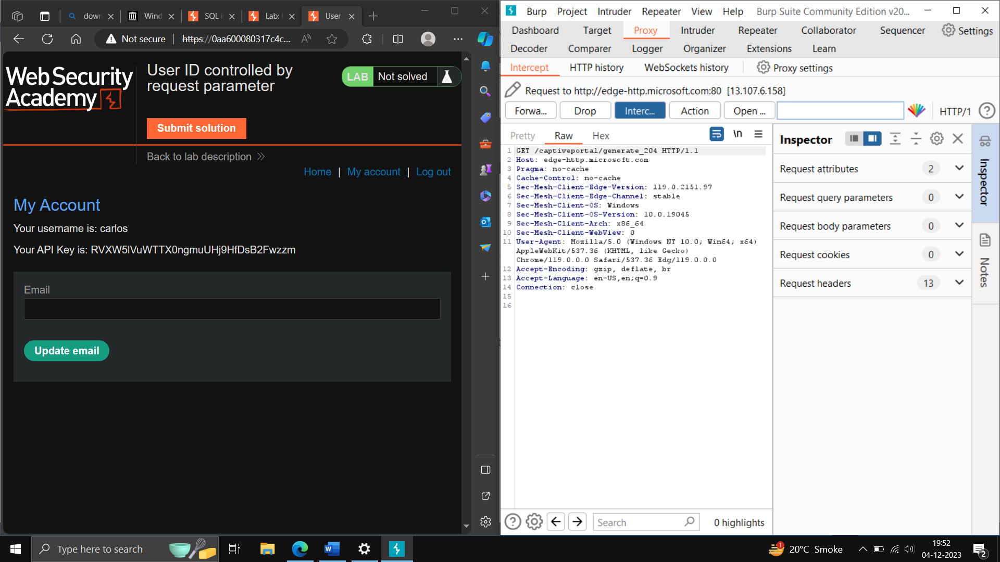 down
Wind
SQL i
Lab: U
User
Not secure
https://0aa600080317c4c...
Web Security
Academy
User ID controlled by
request parameter
LAB
Not solved
Submit solution
Back to lab description
Home | My account | Log out
My Account
Your username is: carlos
Email
Update email
Burp Project Intruder Repeater View Help Burp Suite Community Edition v20...
Dashboard Target Proxy Intruder Repeater Collaborator Sequencer Settings
Decoder Comparer Logger Organizer Extensions Learn
Intercept HTTP history WebSockets history Proxy settings
Request to http://edge-http.microsoft.com:80 [13.107.6.158]
Forwa... Drop Interc... Action Open ... HTTP/1
Pretty Raw Hex \n
1 GET /captiveportal/generate_204 HTTP/1.1
2 Host: edge-http.microsoft.com
3 Pragma: no-cache
4 Cache-Control: no-cache
5 Sec-Mesh-Client-Edge-Version: 119.0.2151.97
6 Sec-Mesh-Client-Edge-Channel: stable
7 Sec-Mesh-Client-OS: Windows
8 Sec-Mesh-Client-OS-Version: 10.0.19045
9 Sec-Mesh-Client-Arch: x86_64
10 Sec-Mesh-Client-WebView: 0
11 User-Agent: Mozilla/5.0 (Windows NT 10.0; Win64; x64)
AppleWebKit/537.36 (KHTML, like Gecko)
Chrome/119.0.0.0 Safari/537.36 Edg/119.0.0.0
12 Accept-Encoding: gzip, deflate, br
13 Accept-Language: en-US,en;q=0.9
14 Connection: close
15
16
Inspector
Request attributes 2
Request query parameters 0
Request body parameters 0
Request cookies 0
Request headers 13
Inspector
Notes
Search
0 highlights
Type here to search
1
20°C Smoke
19:52
04-12-2023
2